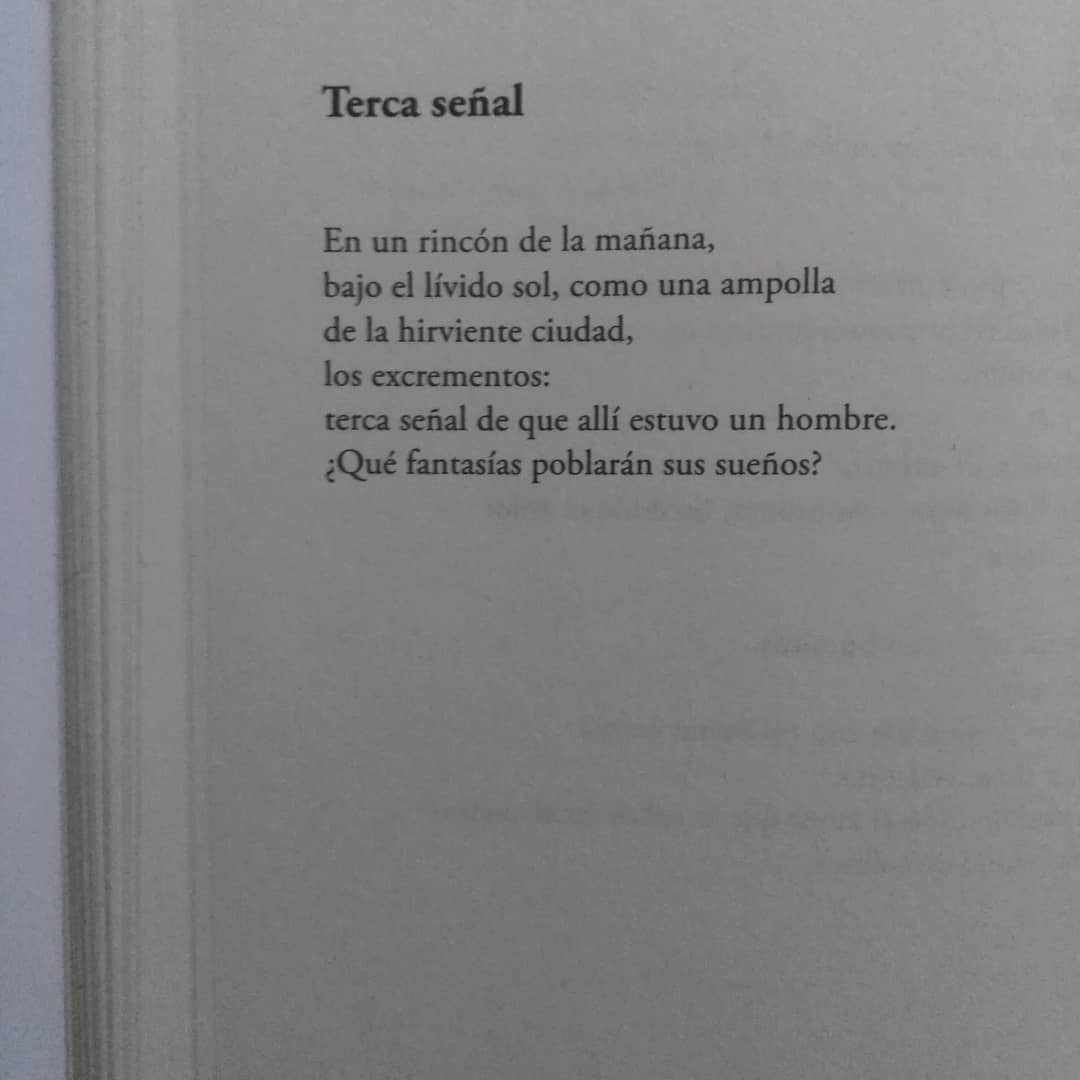 Terca señal
En un rincón de la mañana,
bajo el lívido sol, como una ampolla
de la hirviente ciudad,
los excrementos:
terca señal de que allí estuvo un hombre.
¿Qué fantasías poblarán sus sueños?